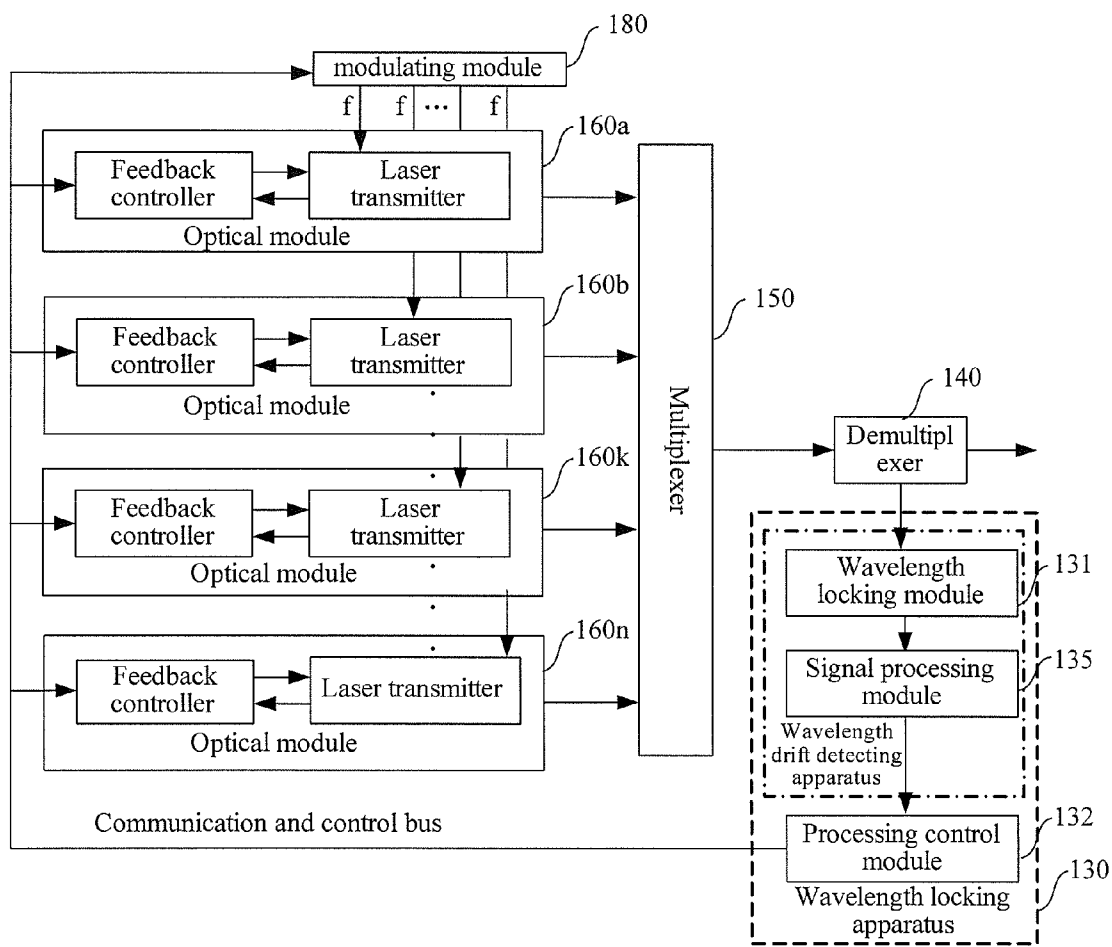 180
modulating module
f f ... f
160a
Feedback
controller
Laser
transmitter
Optical module
160b
Feedback
controller
Laser
transmitter
Optical module
160k
Feedback
controller
Laser
transmitter
Optical module
160n
Feedback
controller
Laser transmitter
Optical module
150
Multiplexer
140
Demultipl
exer
Wavelength
locking module
131
Signal processing
module
135
Wavelength
drift detecting
apparatus
Processing control
module
132
Wavelength locking
apparatus
130
Communication and control bus